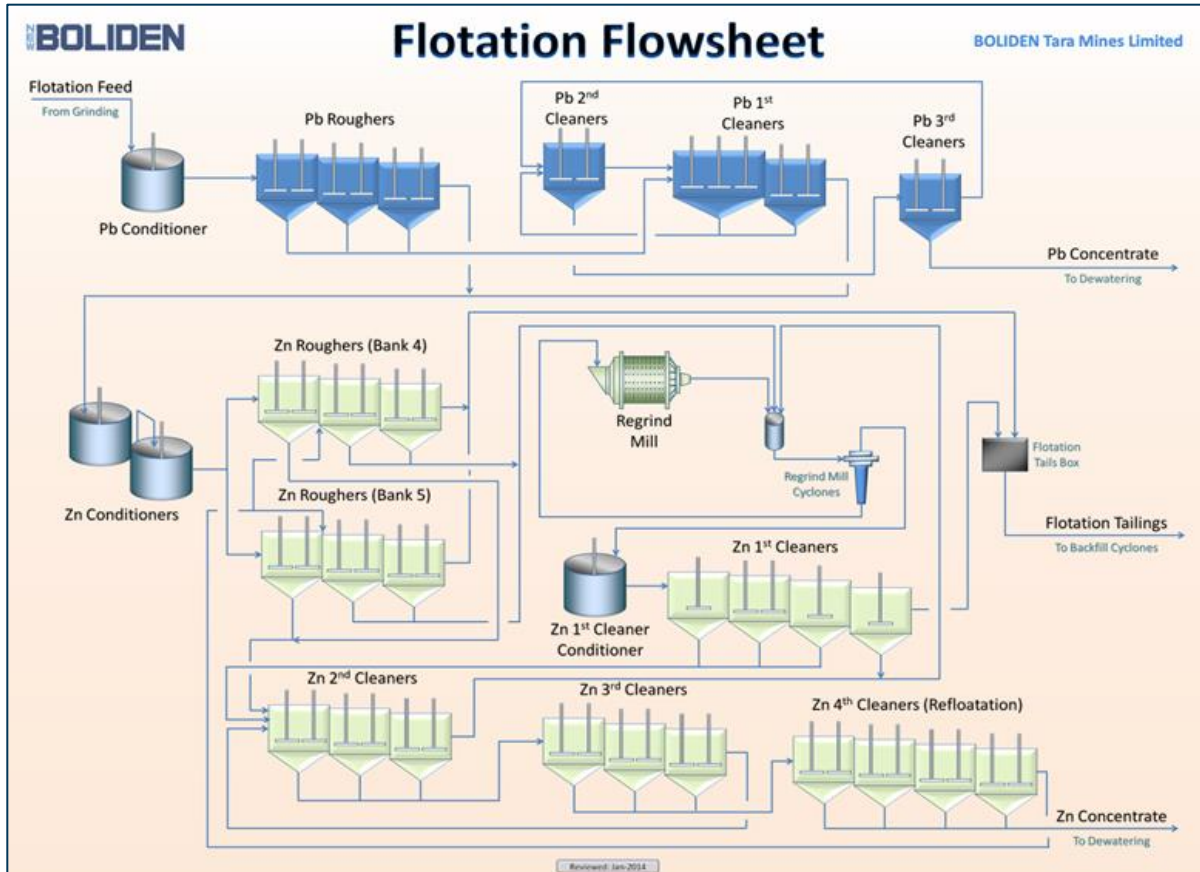 BOLIDEN
Flotation Flowsheet
BOLIDEN Tara Mines Limited
Flotation Feed
From Grinding
Pb Conditioner
Pb Roughers
Pb 2nd
Cleaners
Pb 1st
Cleaners
Pb 3rd
Cleaners
Pb Concentrate
To Dewatering
Zn Conditioners
Zn Roughers (Bank 4)
Zn Roughers (Bank 5)
Regrind
Mill
Regrind Mill
Cyclones
Flotation
Tails Box
Flotation Tailings
To Backfill Cyclones
Zn 1st Cleaner
Conditioner
Zn 1st Cleaners
Zn 2nd Cleaners
Zn 3rd Cleaners
Zn 4th Cleaners (Refloatation)
Zn Concentrate
To Dewatering
Reviewed: Jan-2014